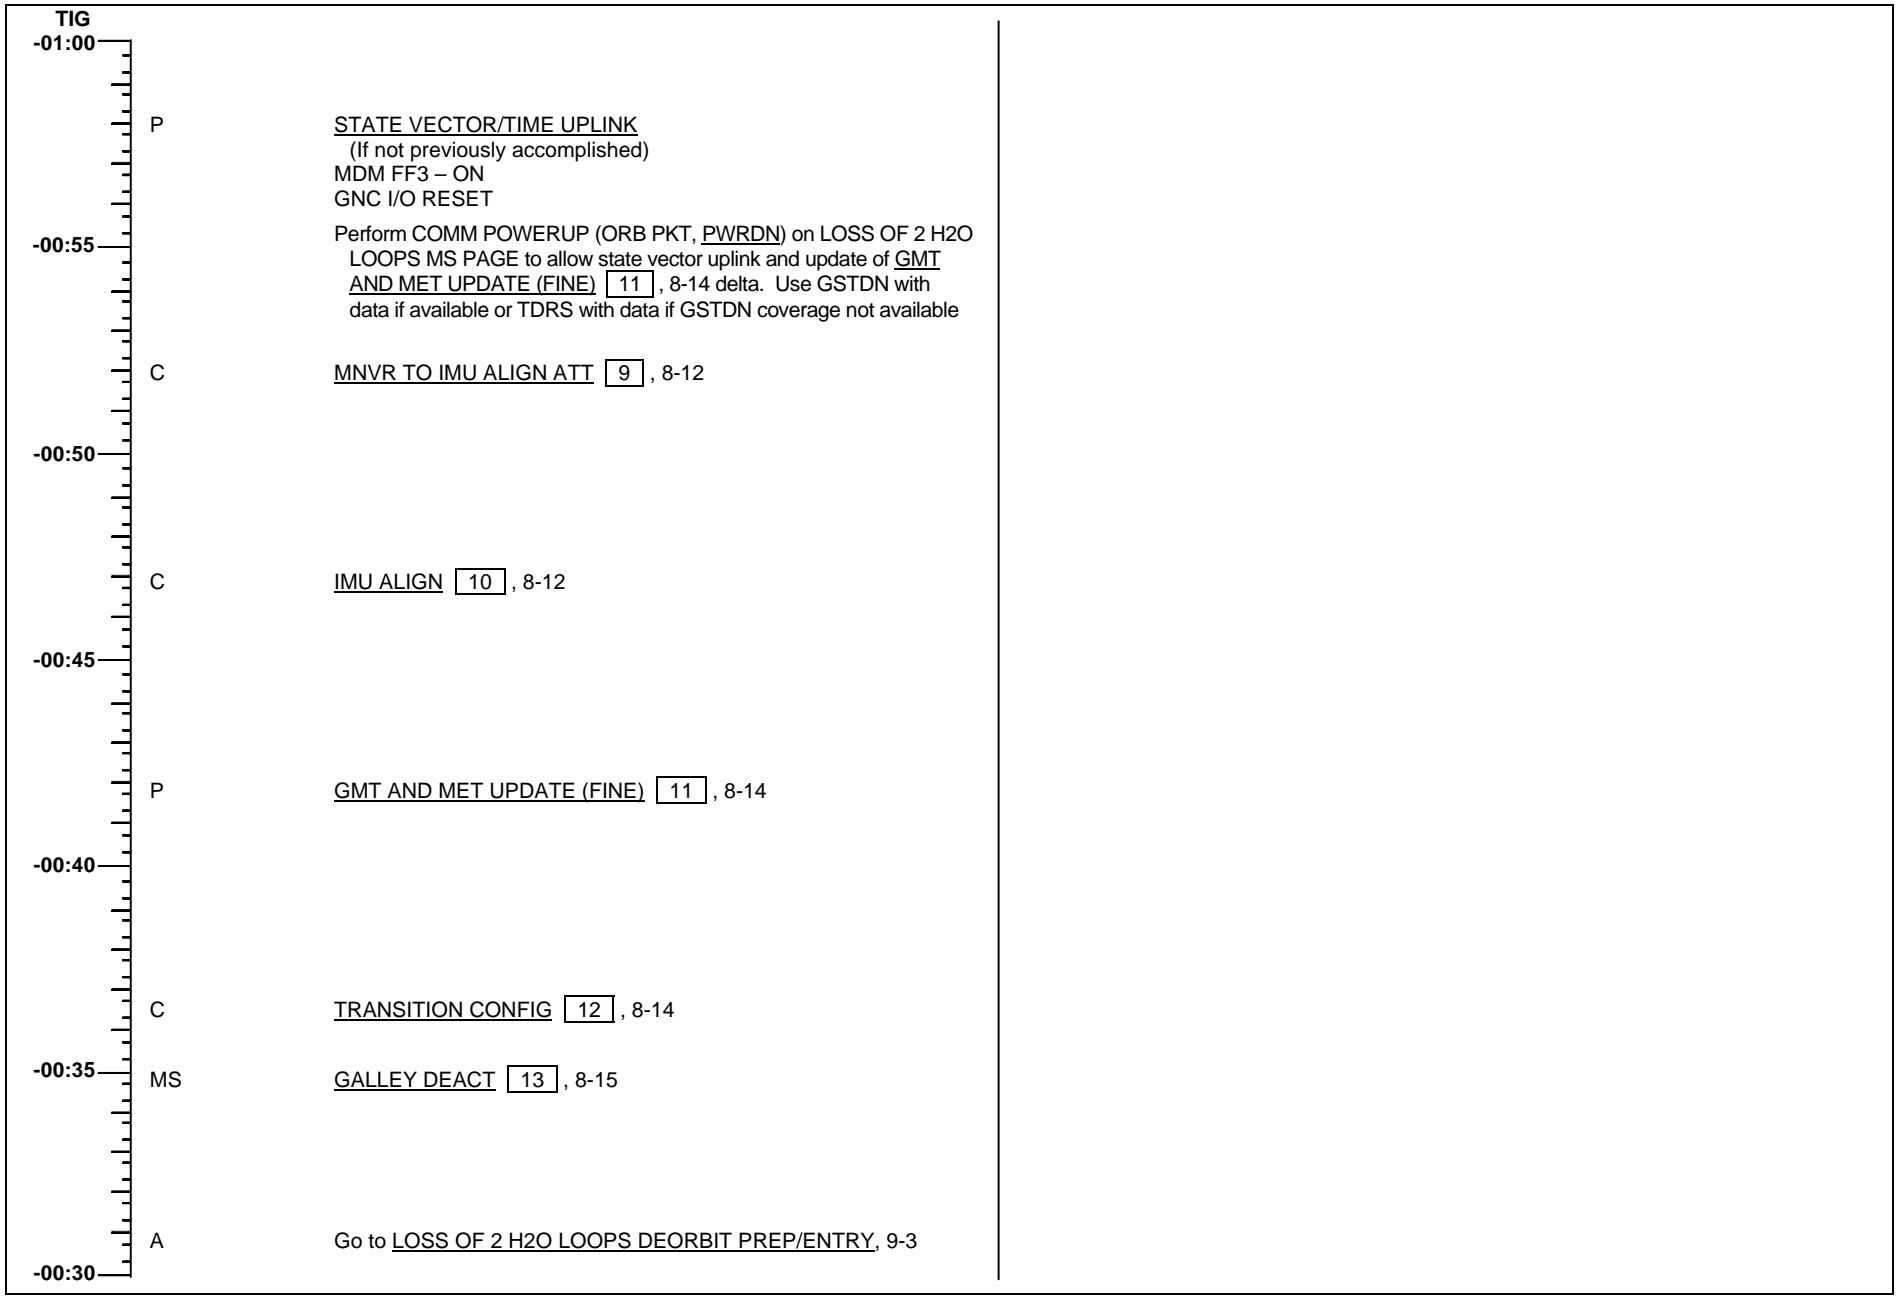 TIG
-01:00
P STATE VECTOR/TIME UPLINK
(If not previously accomplished)
MDM FF3 – ON
GNC I/O RESET
-00:55 Perform COMM POWERUP (ORB PKT, PWRDN) on LOSS OF 2 H2O
LOOPS MS PAGE to allow state vector uplink and update of GMT
AND MET UPDATE (FINE) 11 , 8-14 delta. Use GSTDN with
data if available or TDRS with data if GSTDN coverage not available
C MNVR TO IMU ALIGN ATT 9 , 8-12
-00:50
C IMU ALIGN 10 , 8-12
-00:45
P GMT AND MET UPDATE (FINE) 11 , 8-14
-00:40
C TRANSITION CONFIG 12 , 8-14
-00:35
MS GALLEY DEACT 13 , 8-15
A Go to LOSS OF 2 H2O LOOPS DEORBIT PREP/ENTRY, 9-3
-00:30